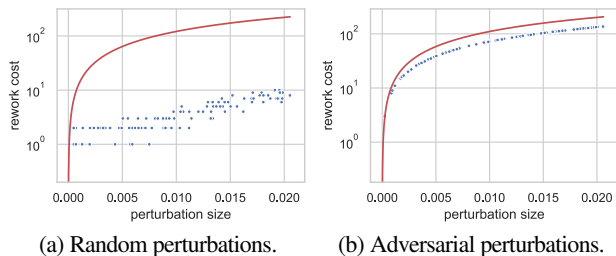 10²
10¹
10⁰
rework cost
0.000 0.005 0.010 0.015 0.020
perturbation size
(a) Random perturbations.
10²
10¹
10⁰
rework cost
0.000 0.005 0.010 0.015 0.020
perturbation size
(b) Adversarial perturbations.